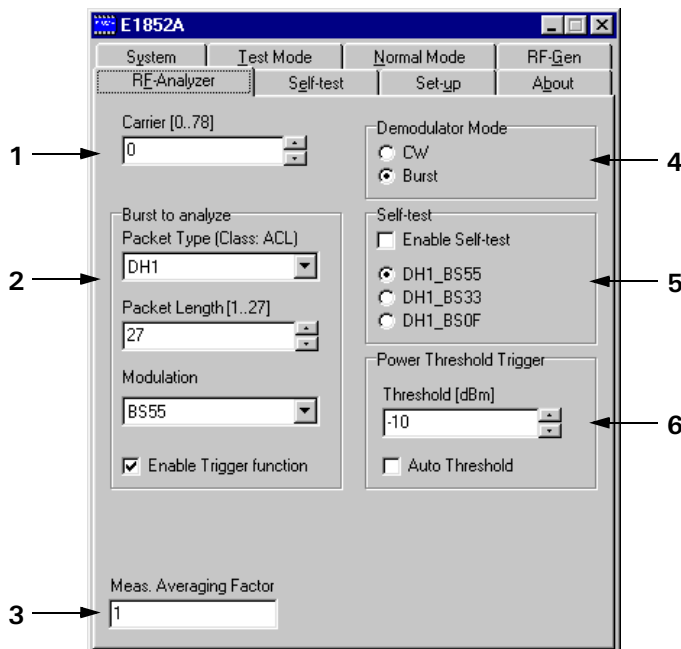 E1852A
System Test Mode Normal Mode RF-Gen
RF-Analyzer Self-test Set-up About
Carrier [0..78]
0
1
Burst to analyze
Packet Type (Class: ACL)
DH1
2
Packet Length [1..27]
27
Modulation
BS55
Enable Trigger function
Meas. Averaging Factor
1
3
Demodulator Mode
CW
Burst
4
Self-test
Enable Self-test
DH1_BS55
DH1_BS33
DH1_BS0F
5
Power Threshold Trigger
Threshold [dBm]
-10
6
Auto Threshold